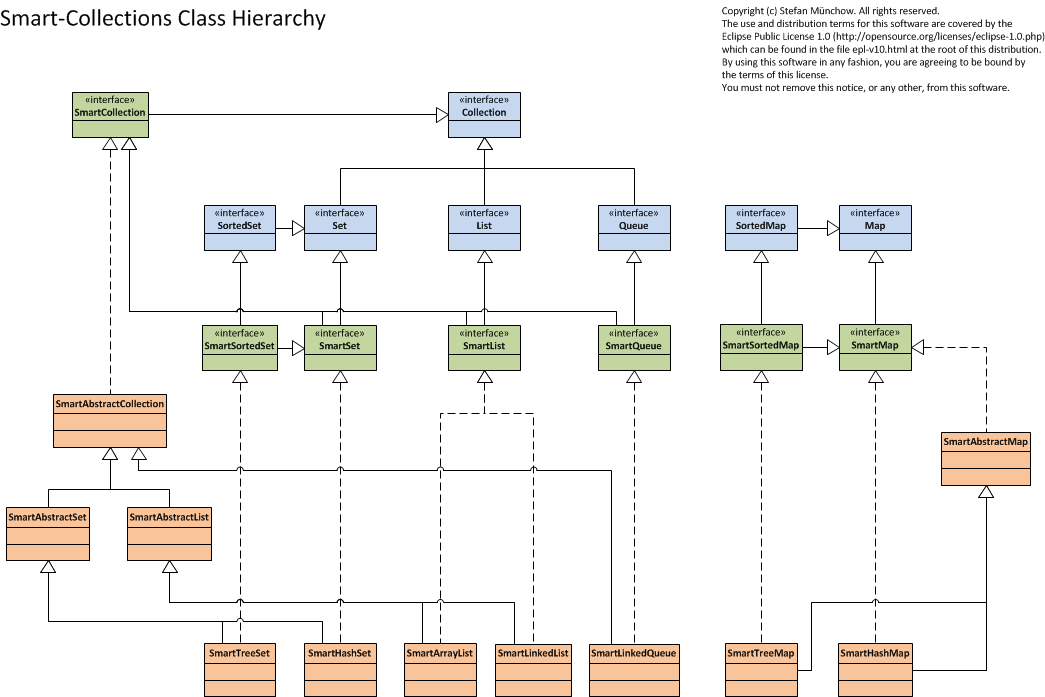 Smart-Collections Class Hierarchy
Copyright (c) Stefan Münchow. All rights reserved.
The use and distribution terms for this software are covered by the
Eclipse Public License 1.0 (http://opensource.org/licenses/eclipse-1.0.php)
which can be found in the file epl-v10.html at the root of this distribution.
By using this software in any fashion, you are agreeing to be bound by
the terms of this license.
You must not remove this notice, or any other, from this software.
«interface»
SmartCollection
«interface»
Collection
«interface»
SortedSet
«interface»
Set
«interface»
List
«interface»
Queue
«interface»
SortedMap
«interface»
Map
«interface»
SmartSortedSet
«interface»
SmartSet
«interface»
SmartList
«interface»
SmartQueue
«interface»
SmartSortedMap
«interface»
SmartMap
SmartAbstractCollection
SmartAbstractMap
SmartAbstractSet
SmartAbstractList
SmartTreeSet
SmartHashSet
SmartArrayList
SmartLinkedList
SmartLinkedQueue
SmartTreeMap
SmartHashMap